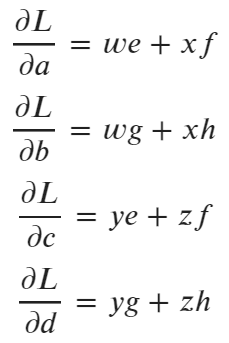 ∂L/∂a = we + xf
∂L/∂b = wg + xh
∂L/∂c = ye + zf
∂L/∂d = yg + zh